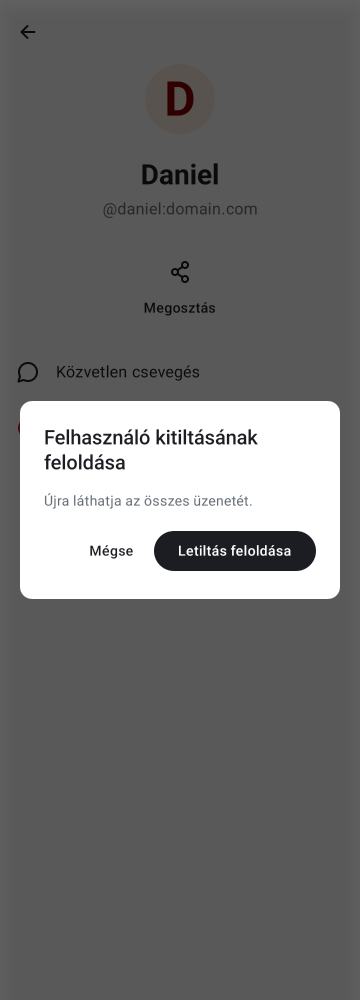 D
Daniel
@daniel:domain.com
Megosztás
Közvetlen csevegés
Felhasználó kitiltásának
feloldása
Újra láthatja az összes üzenetét.
Mégse
Letiltás feloldása